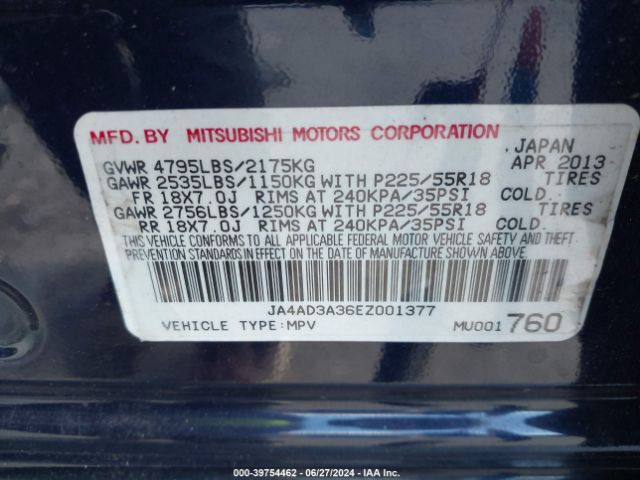 MFD. BY MITSUBISHI MOTORS CORPORATION
JAPAN
GVWR 4795LBS/2175KG APR 2013
GAWR 2535LBS/1150KG WITH P225/55R18 TIRES
FR 18X7.0J RIMS AT 240KPA/35PSI COLD.
GAWR 2756LBS/1250KG WITH P225/55R18 TIRES
RR 18X7.0J RIMS AT 240KPA/35PSI COLD.
THIS VEHICLE CONFORMS TO ALL APPLICABLE FEDERAL MOTOR VEHICLE SAFETY AND THEFT
PREVENTION STANDARDS IN EFFECT ON THE DATE OF MANUFACTURE SHOWN ABOVE.
JA4AD3A36EZ001377
VEHICLE TYPE:MPV MU001 760
000-39754462 - 06/27/2024 - IAA, Inc.